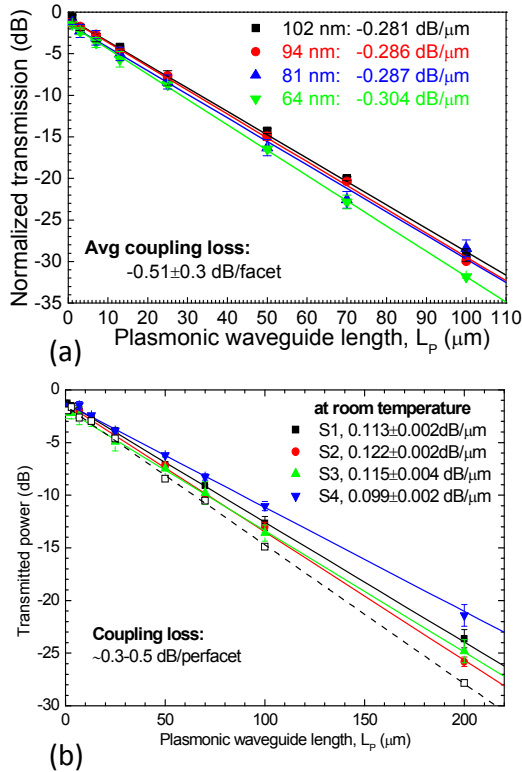 0
-5
-10
-15
-20
-25
-30
-35
Normalized transmission (dB)
102 nm: -0.281 dB/μm
94 nm: -0.286 dB/μm
81 nm: -0.287 dB/μm
64 nm: -0.304 dB/μm
Avg coupling loss:
-0.51±0.3 dB/facet
0 10 20 30 40 50 60 70 80 90 100 110
Plasmonic waveguide length, L_P (μm)
(a)
0
-5
-10
-15
-20
-25
-30
Transmitted power (dB)
at room temperature
S1, 0.113±0.002dB/μm
S2, 0.122±0.002dB/μm
S3, 0.115±0.004 dB/μm
S4, 0.099±0.002 dB/μm
Coupling loss:
~0.3-0.5 dB/perfacet
0 50 100 150 200
Plasmonic waveguide length, L_P (μm)
(b)